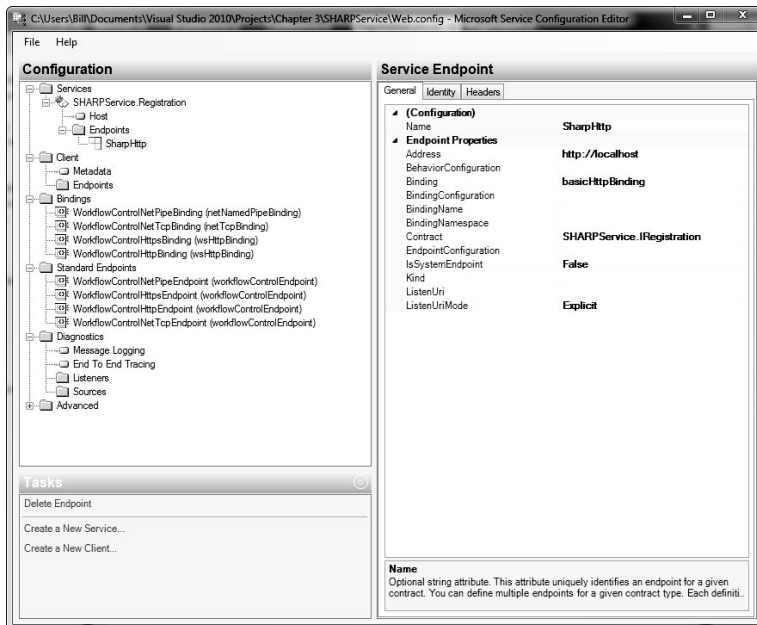 C:\Users\Bill\Documents\Visual Studio 2010\Projects\Chapter 3\SHARPService\Web.config - Microsoft Service Configuration Editor
File Help
Configuration
Services
SHARPService.Registration
Host
Endpoints
SharpHttp
Client
Metadata
Endpoints
Bindings
WorkflowControlNetPipeBinding (netNamedPipeBinding)
WorkflowControlNetTcpBinding (netTcpBinding)
WorkflowControlHttpsBinding (wsHttpBinding)
WorkflowControlHttpBinding (wsHttpBinding)
Standard Endpoints
WorkflowControlNetPipeEndpoint (workflowControlEndpoint)
WorkflowControlHttpsEndpoint (workflowControlEndpoint)
WorkflowControlHttpEndpoint (workflowControlEndpoint)
WorkflowControlNetTcpEndpoint (workflowControlEndpoint)
Diagnostics
Message Logging
End To End Tracing
Listeners
Sources
Advanced
Tasks
Delete Endpoint
Create a New Service...
Create a New Client...
Service Endpoint
General Identity Headers
(Configuration)
Name SharpHttp
Endpoint Properties
Address http://localhost
BehaviorConfiguration
Binding basicHttpBinding
BindingConfiguration
BindingName
BindingNamespace
Contract SHARPService.IRegistration
EndpointConfiguration
IsSystemEndpoint False
Kind
ListenUri
ListenUriMode Explicit
Name
Optional string attribute. This attribute uniquely identifies an endpoint for a given
contract. You can define multiple endpoints for a given contract type. Each definiti...